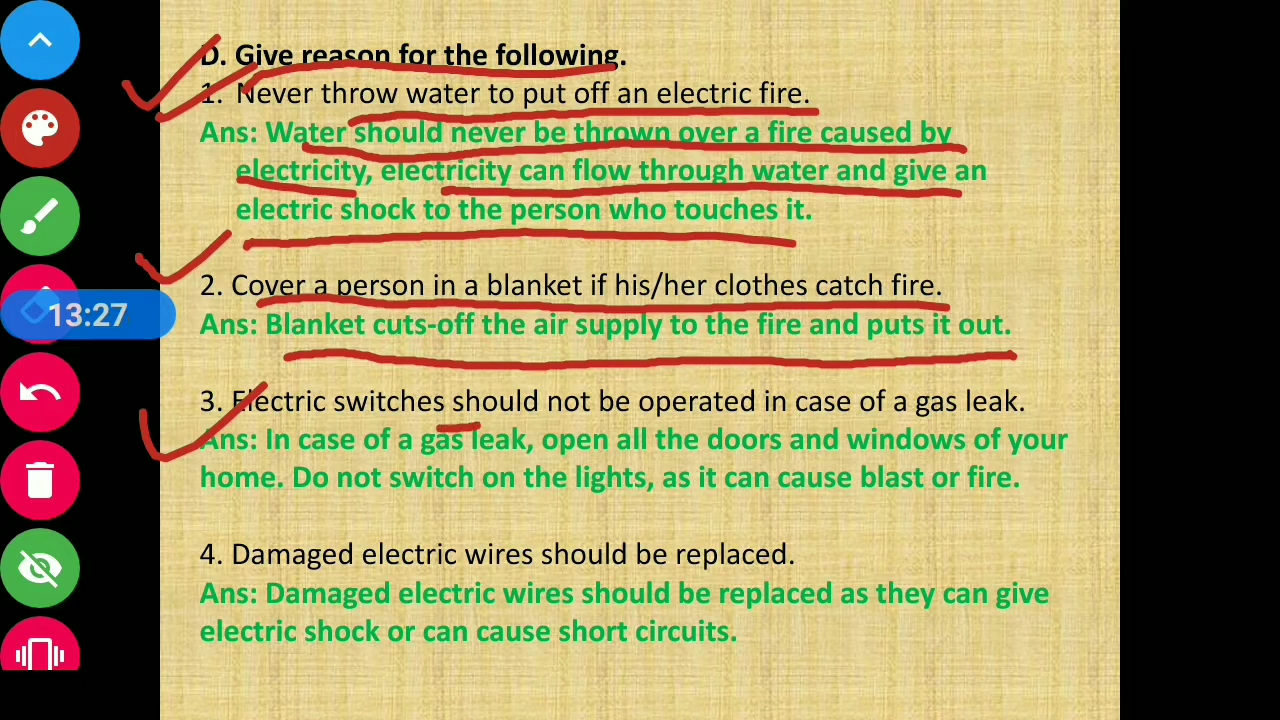 D. Give reason for the following.
1. Never throw water to put off an electric fire.
Ans: Water should never be thrown over a fire caused by
electricity, electricity can flow through water and give an
electric shock to the person who touches it.
2. Cover a person in a blanket if his/her clothes catch fire.
13:27
Ans: Blanket cuts-off the air supply to the fire and puts it out.
3. Electric switches should not be operated in case of a gas leak.
Ans: In case of a gas leak, open all the doors and windows of your
home. Do not switch on the lights, as it can cause blast or fire.
4. Damaged electric wires should be replaced.
Ans: Damaged electric wires should be replaced as they can give
electric shock or can cause short circuits.